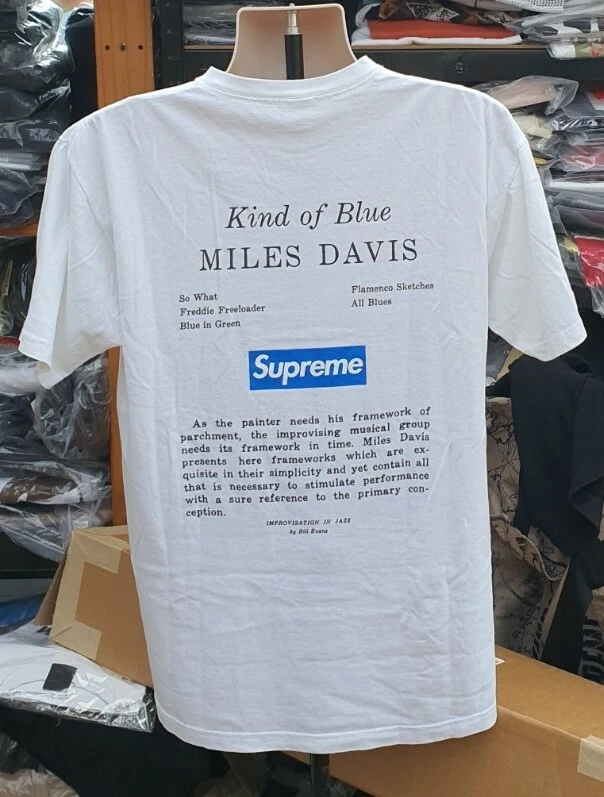 Kind of Blue
MILES DAVIS
So What
Freddie Freeloader
Blue in Green
Flamenco Sketches
All Blues
Supreme
As the painter needs his framework of
parchment, the improvising musical group
needs its framework in time. Miles Davis
presents here frameworks which are ex-
quisite in their simplicity and yet contain all
that is necessary to stimulate performance
with a sure reference to the primary con-
ception.
IMPROVISATION IN JAZZ
by Bill Evans